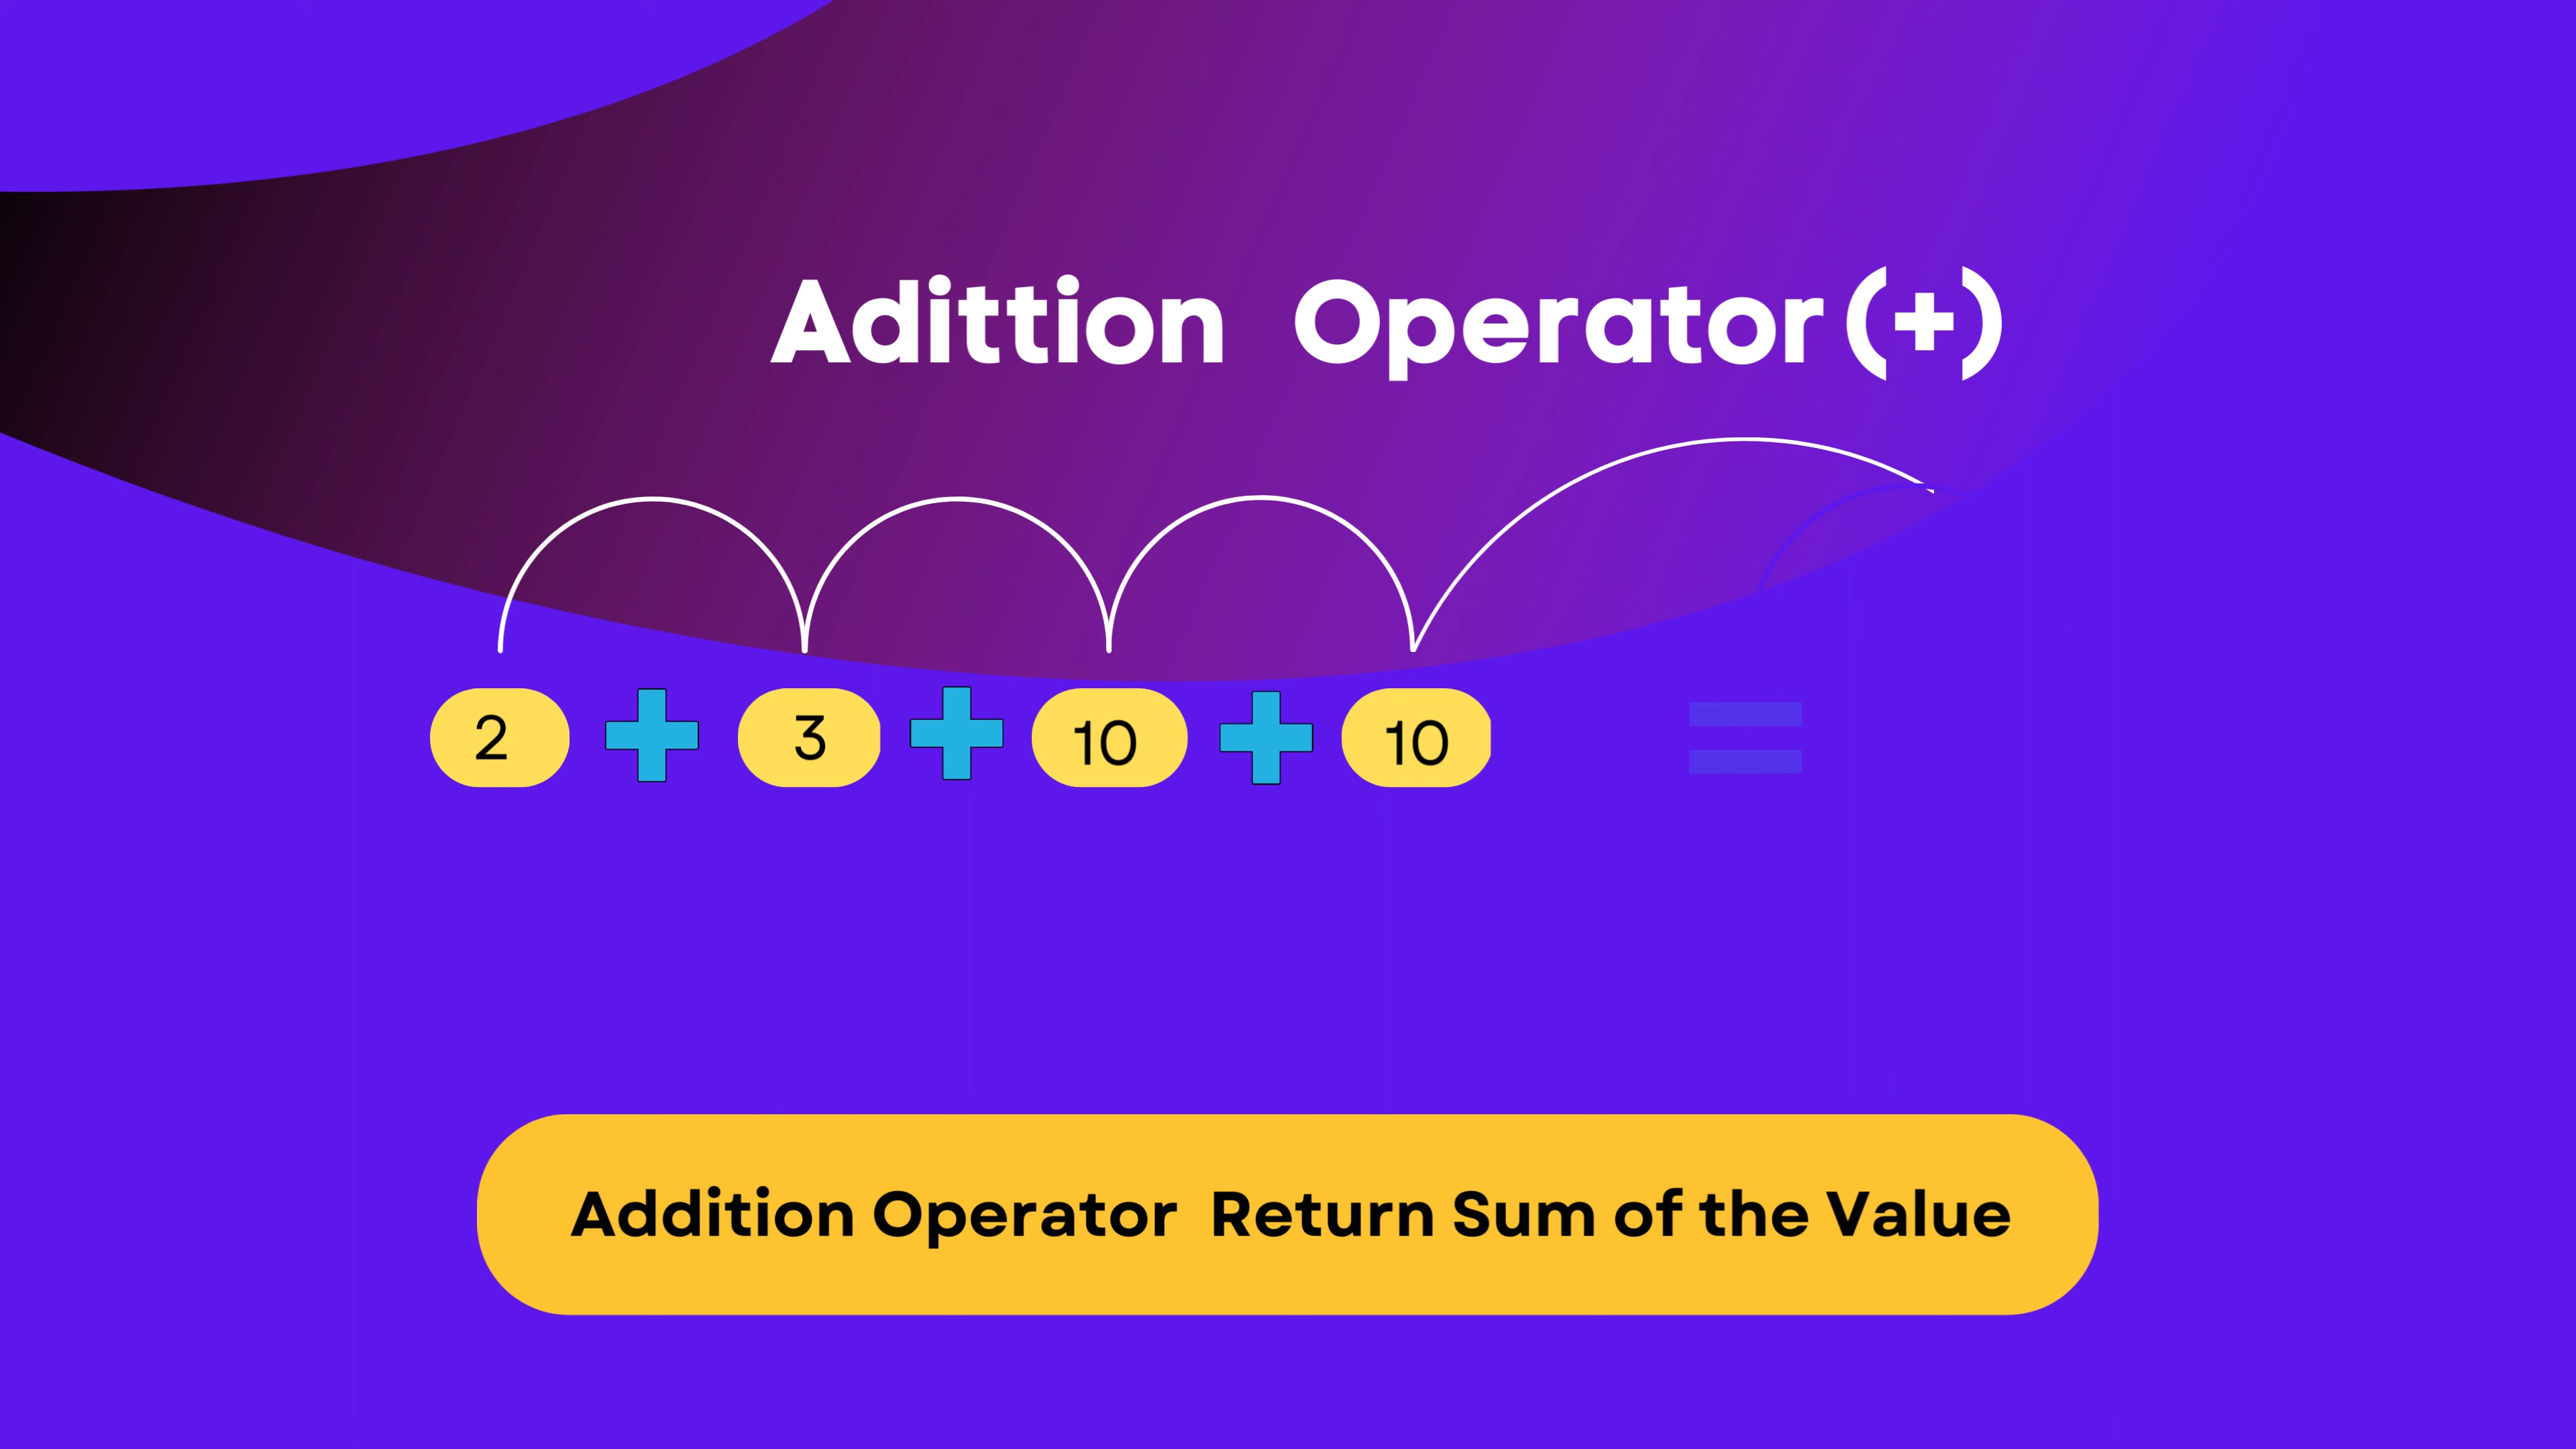 Adittion Operator(+)
2 + 3 + 10 + 10 =
Addition Operator Return Sum of the Value